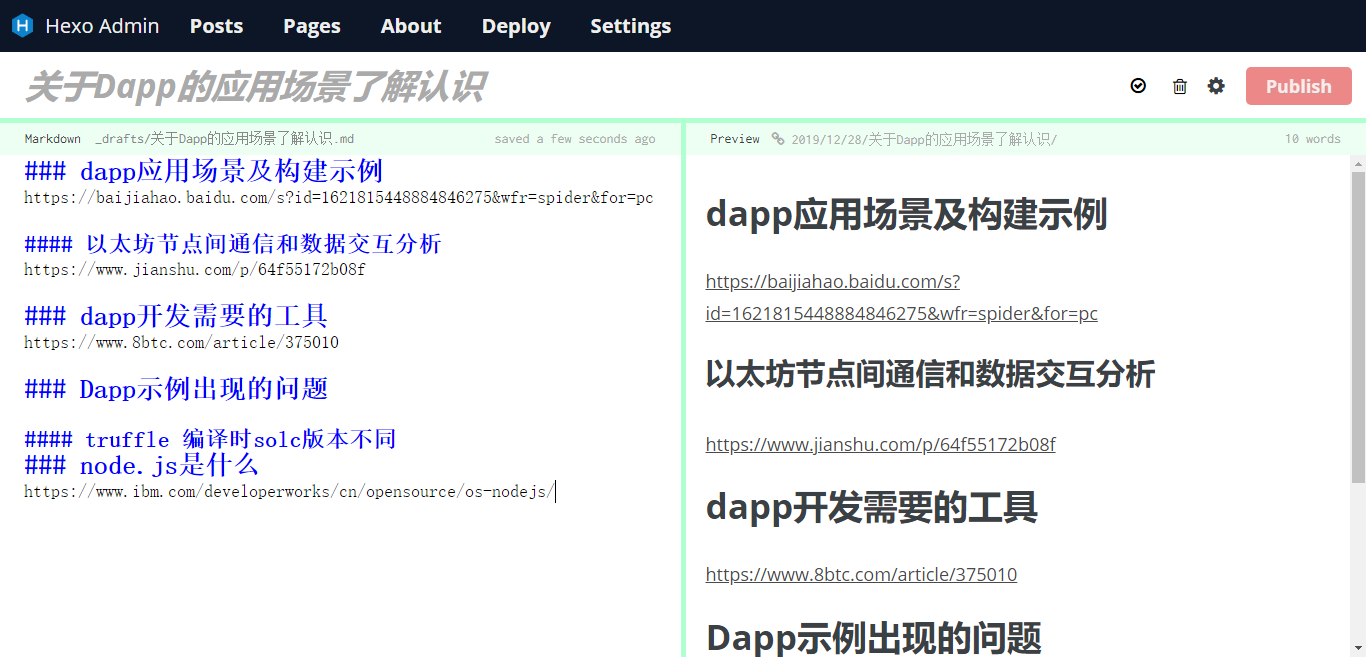 Hexo Admin Posts Pages About Deploy Settings
关于Dapp的应用场景了解认识
Publish
Markdown _drafts/关于Dapp的应用场景了解认识.md saved a few seconds ago
### dapp应用场景及构建示例
https://baijiahao.baidu.com/s?id=1621815448884846275&wfr=spider&for=pc
#### 以太坊节点间通信和数据交互分析
https://www.jianshu.com/p/64f55172b08f
### dapp开发需要的工具
https://www.8btc.com/article/375010
### Dapp示例出现的问题
#### truffle 编译时solc版本不同
### node.js是什么
https://www.ibm.com/developerworks/cn/opensource/os-nodejs/
Preview 2019/12/28/关于Dapp的应用场景了解认识/ 10 words
dapp应用场景及构建示例
https://baijiahao.baidu.com/s?
id=1621815448884846275&wfr=spider&for=pc
以太坊节点间通信和数据交互分析
https://www.jianshu.com/p/64f55172b08f
dapp开发需要的工具
https://www.8btc.com/article/375010
Dapp示例出现的问题